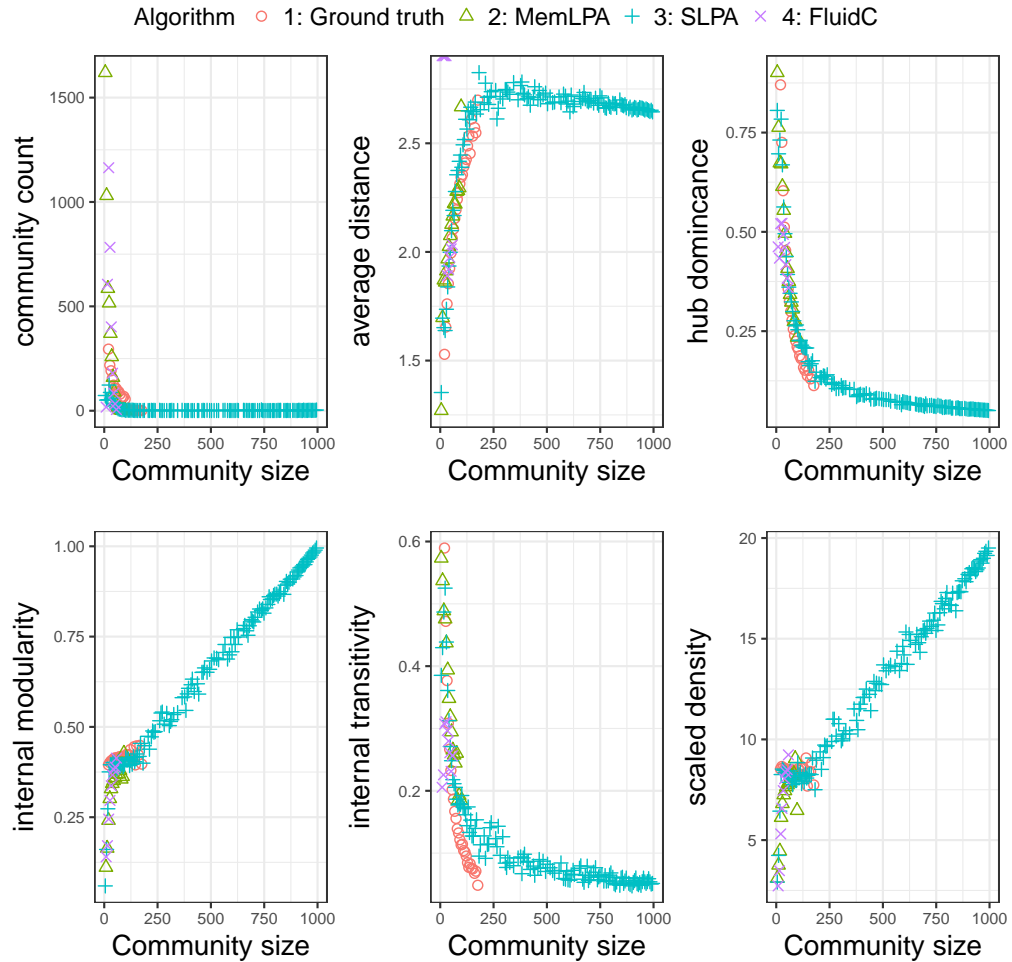 Algorithm 1: Ground truth 2: MemLPA 3: SLPA 4: FluidC
community count
1500
1000
500
0
0 250 500 750 1000
Community size
average distance
2.5
2.0
1.5
0 250 500 750 1000
Community size
hub domincance
0.75
0.50
0.25
0 250 500 750 1000
Community size
internal modularity
1.00
0.75
0.50
0.25
0 250 500 750 1000
Community size
internal transitivity
0.6
0.4
0.2
0 250 500 750 1000
Community size
scaled density
20
15
10
5
0 250 500 750 1000
Community size